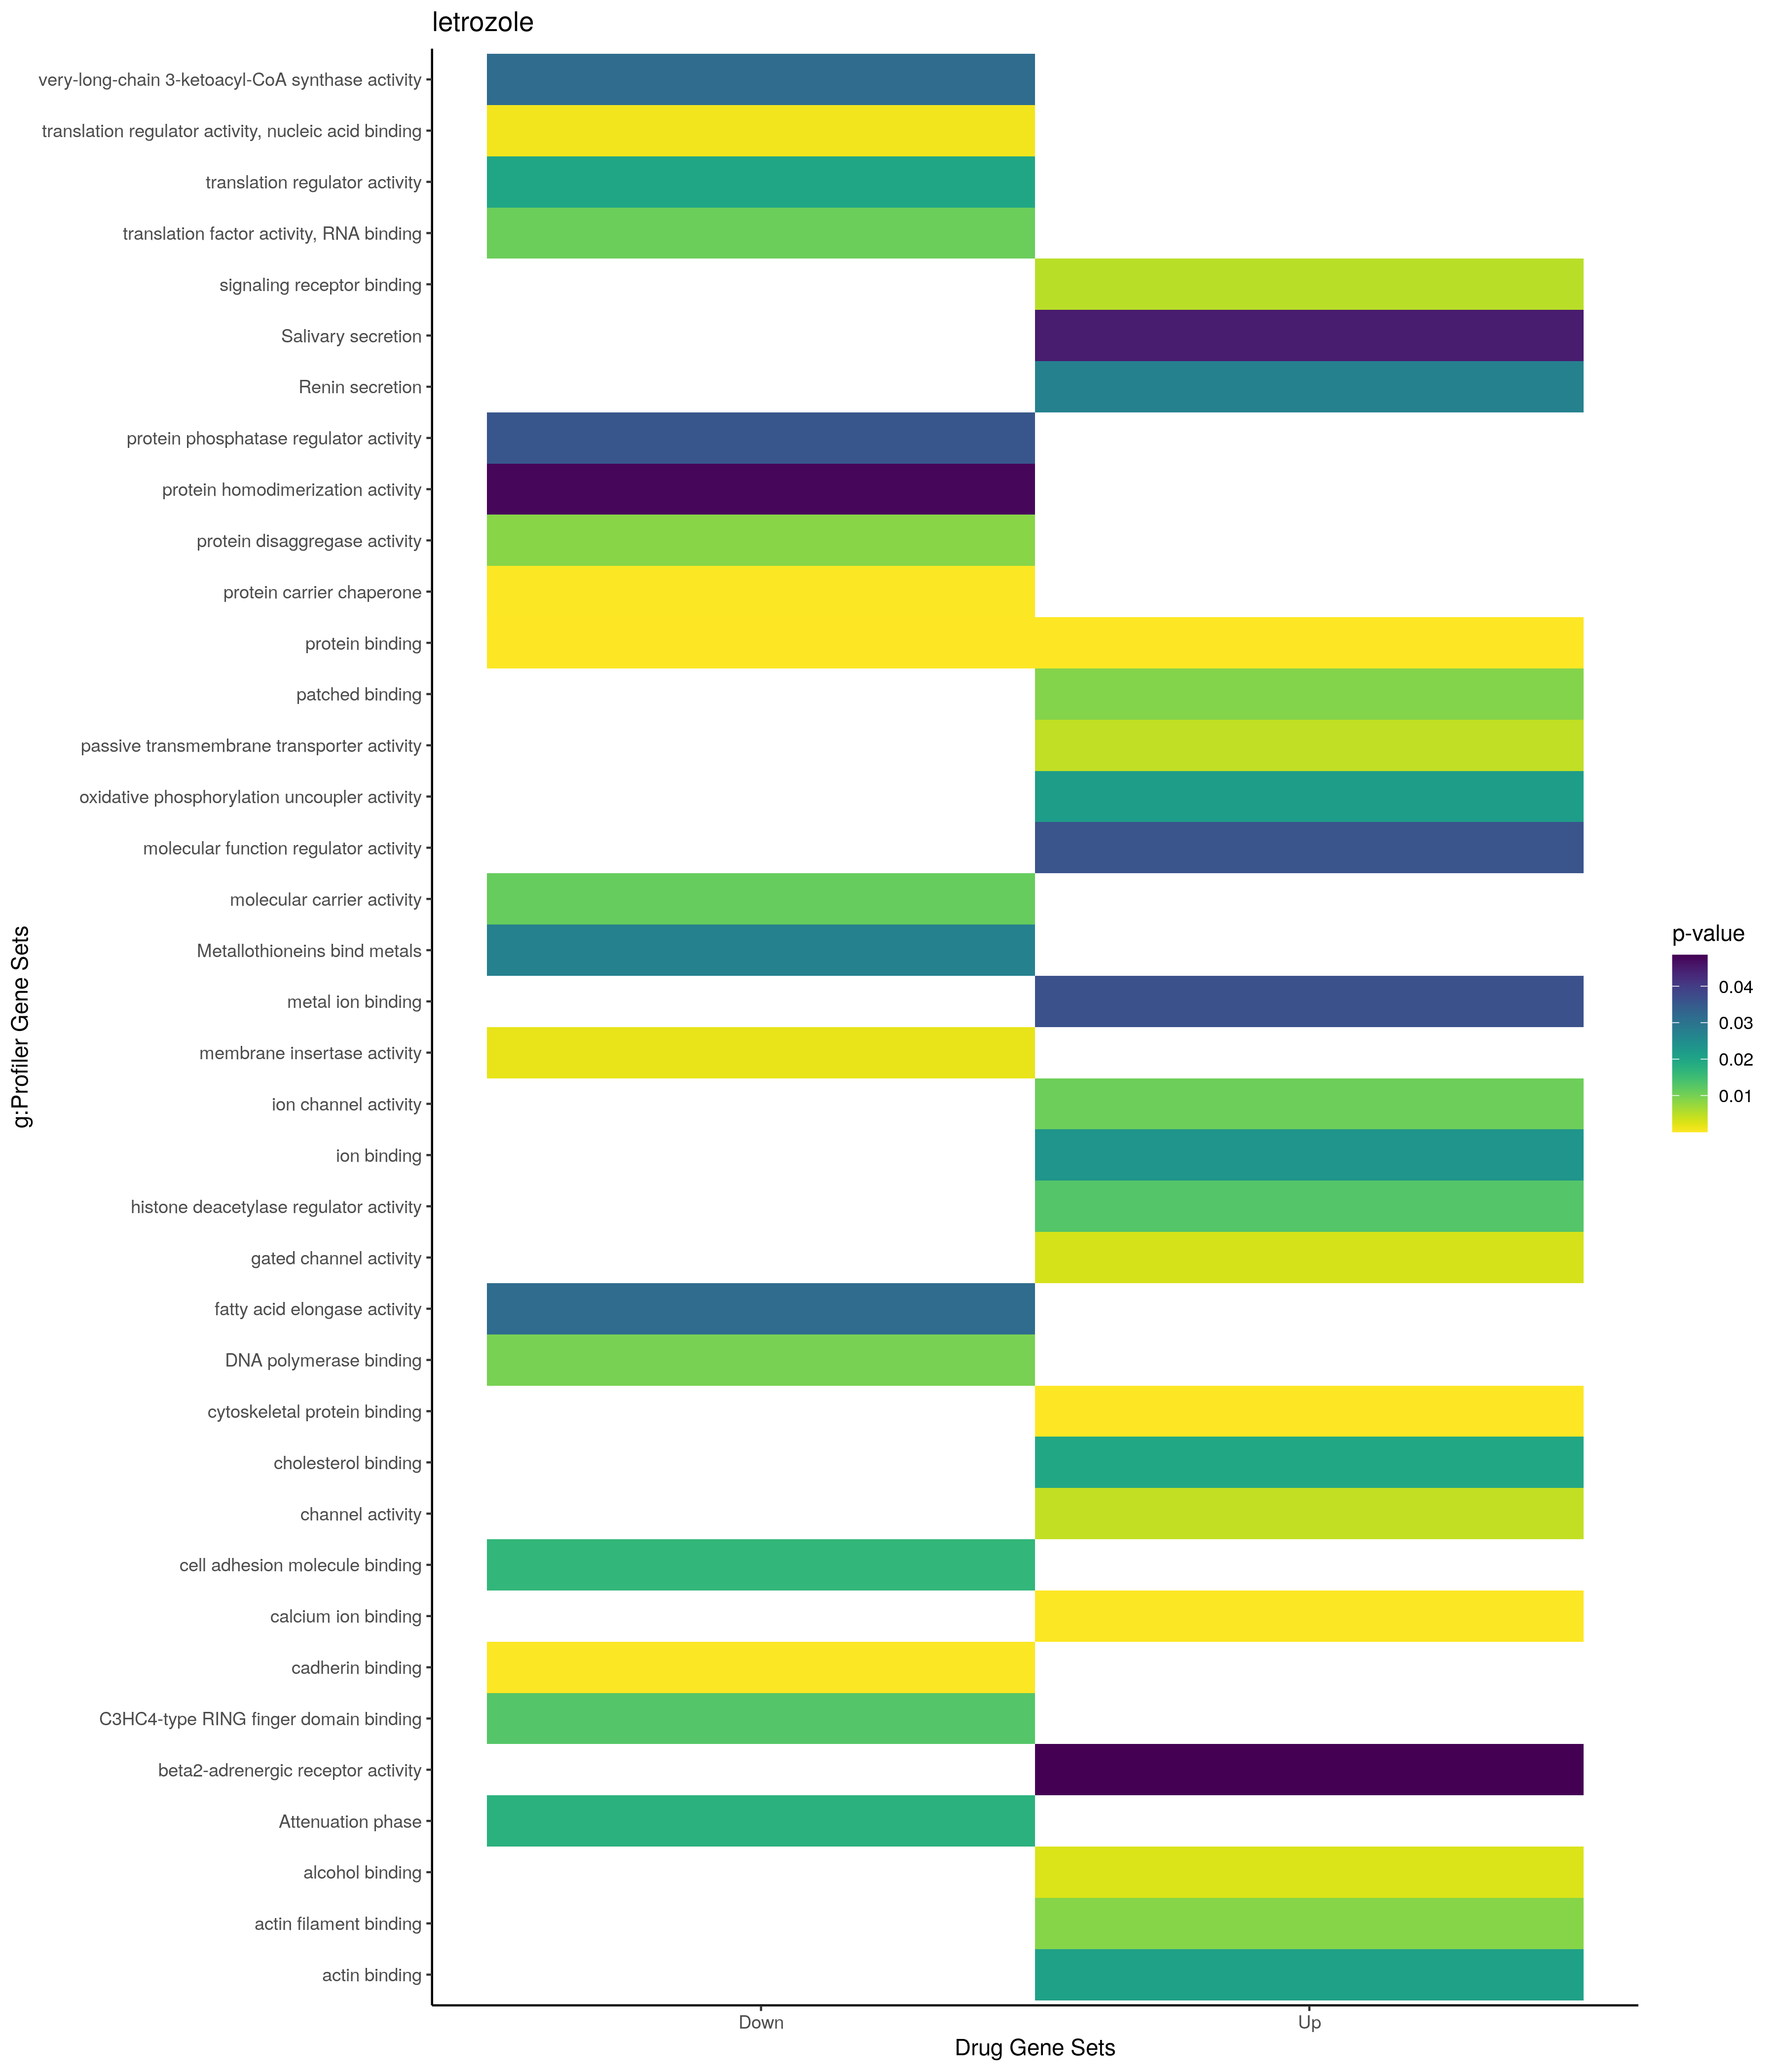 letrozole
very-long-chain 3-ketoacyl-CoA synthase activity
translation regulator activity, nucleic acid binding
translation regulator activity
translation factor activity, RNA binding
signaling receptor binding
Salivary secretion
Renin secretion
protein phosphatase regulator activity
protein homodimerization activity
protein disaggregase activity
protein carrier chaperone
protein binding
patched binding
passive transmembrane transporter activity
oxidative phosphorylation uncoupler activity
molecular function regulator activity
molecular carrier activity
Metallothioneins bind metals
metal ion binding
membrane insertase activity
ion channel activity
ion binding
histone deacetylase regulator activity
gated channel activity
fatty acid elongase activity
DNA polymerase binding
cytoskeletal protein binding
cholesterol binding
channel activity
cell adhesion molecule binding
calcium ion binding
cadherin binding
C3HC4-type RING finger domain binding
beta2-adrenergic receptor activity
Attenuation phase
alcohol binding
actin filament binding
actin binding
g:Profiler Gene Sets
Down
Up
Drug Gene Sets
p-value
0.04
0.03
0.02
0.01